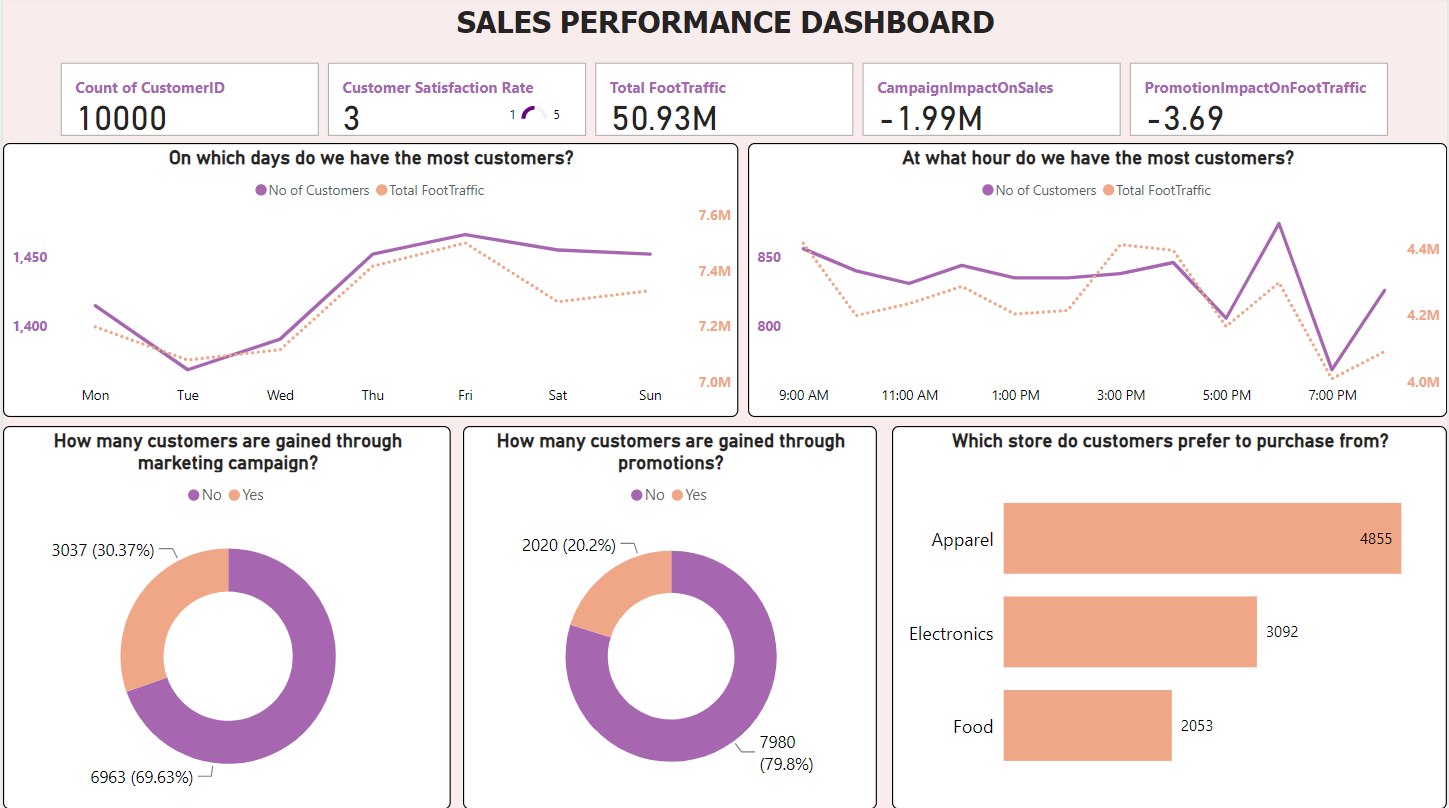 SALES PERFORMANCE DASHBOARD
Count of CustomerID
10000
Customer Satisfaction Rate
3
1
5
Total FootTraffic
50.93M
CampaignImpactOnSales
-1.99M
PromotionImpactOnFootTraffic
-3.69
On which days do we have the most customers?
No of Customers
Total FootTraffic
1,450
1,400
7.6M
7.4M
7.2M
7.0M
Mon
Tue
Wed
Thu
Fri
Sat
Sun
At what hour do we have the most customers?
No of Customers
Total FootTraffic
850
800
4.4M
4.2M
4.0M
9:00 AM
11:00 AM
1:00 PM
3:00 PM
5:00 PM
7:00 PM
How many customers are gained through
marketing campaign?
No
Yes
3037 (30.37%)
6963 (69.63%)
How many customers are gained through
promotions?
No
Yes
2020 (20.2%)
7980
(79.8%)
Which store do customers prefer to purchase from?
Apparel
4855
Electronics
3092
Food
2053